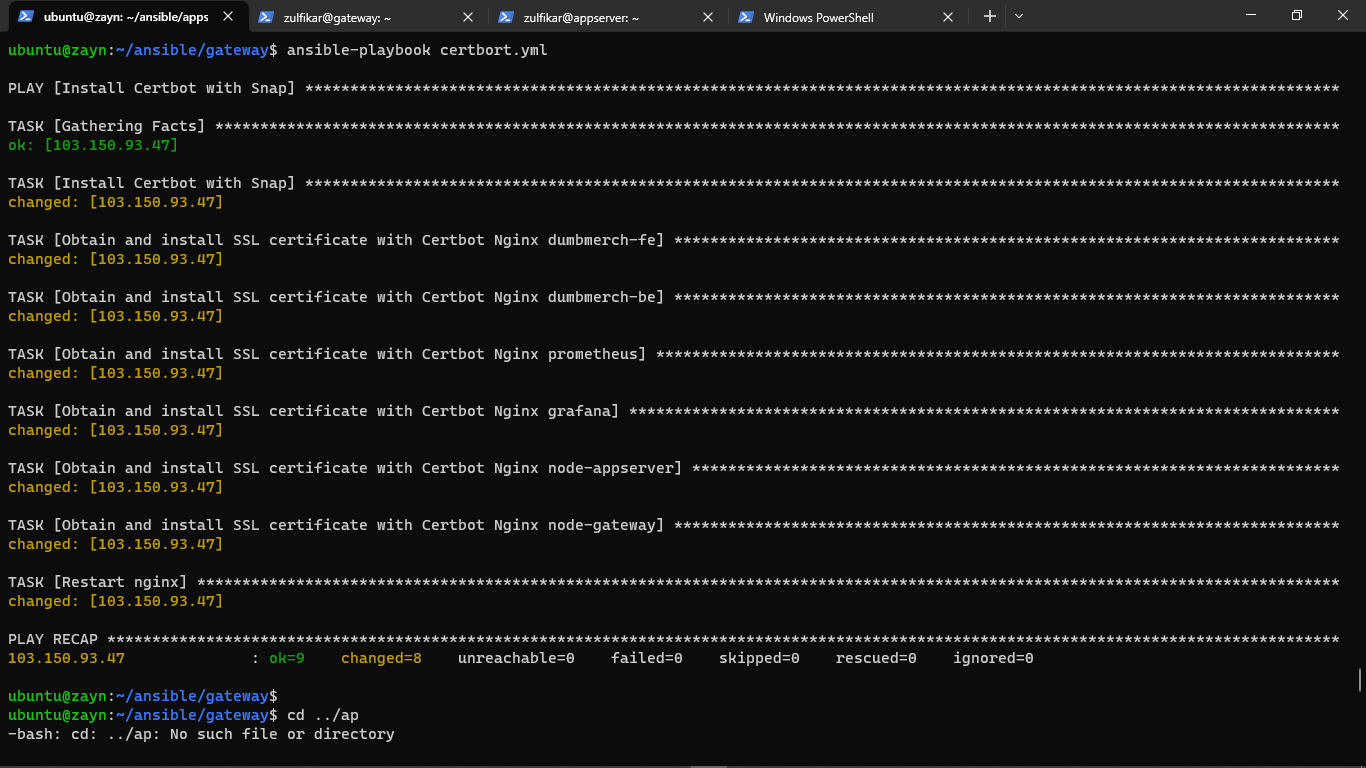 ubuntu@zayn: ~/ansible/apps
zulfikar@gateway: ~
zulfikar@appserver: ~
Windows PowerShell
ubuntu@zayn:~/ansible/gateway$ ansible-playbook certbort.yml
PLAY [Install Certbot with Snap] *******************************************************************************************************************
TASK [Gathering Facts] *****************************************************************************************************************************
ok: [103.150.93.47]
TASK [Install Certbot with Snap] *******************************************************************************************************************
changed: [103.150.93.47]
TASK [Obtain and install SSL certificate with Certbot Nginx dumbmerch-fe] **************************************************************************
changed: [103.150.93.47]
TASK [Obtain and install SSL certificate with Certbot Nginx dumbmerch-be] **************************************************************************
changed: [103.150.93.47]
TASK [Obtain and install SSL certificate with Certbot Nginx prometheus] ****************************************************************************
changed: [103.150.93.47]
TASK [Obtain and install SSL certificate with Certbot Nginx grafana] *******************************************************************************
changed: [103.150.93.47]
TASK [Obtain and install SSL certificate with Certbot Nginx node-appserver] ************************************************************************
changed: [103.150.93.47]
TASK [Obtain and install SSL certificate with Certbot Nginx node-gateway] **************************************************************************
changed: [103.150.93.47]
TASK [Restart nginx] *******************************************************************************************************************************
changed: [103.150.93.47]
PLAY RECAP *****************************************************************************************************************************************
103.150.93.47              : ok=9    changed=8    unreachable=0    failed=0    skipped=0    rescued=0    ignored=0
ubuntu@zayn:~/ansible/gateway$
ubuntu@zayn:~/ansible/gateway$ cd ../ap
-bash: cd: ../ap: No such file or directory